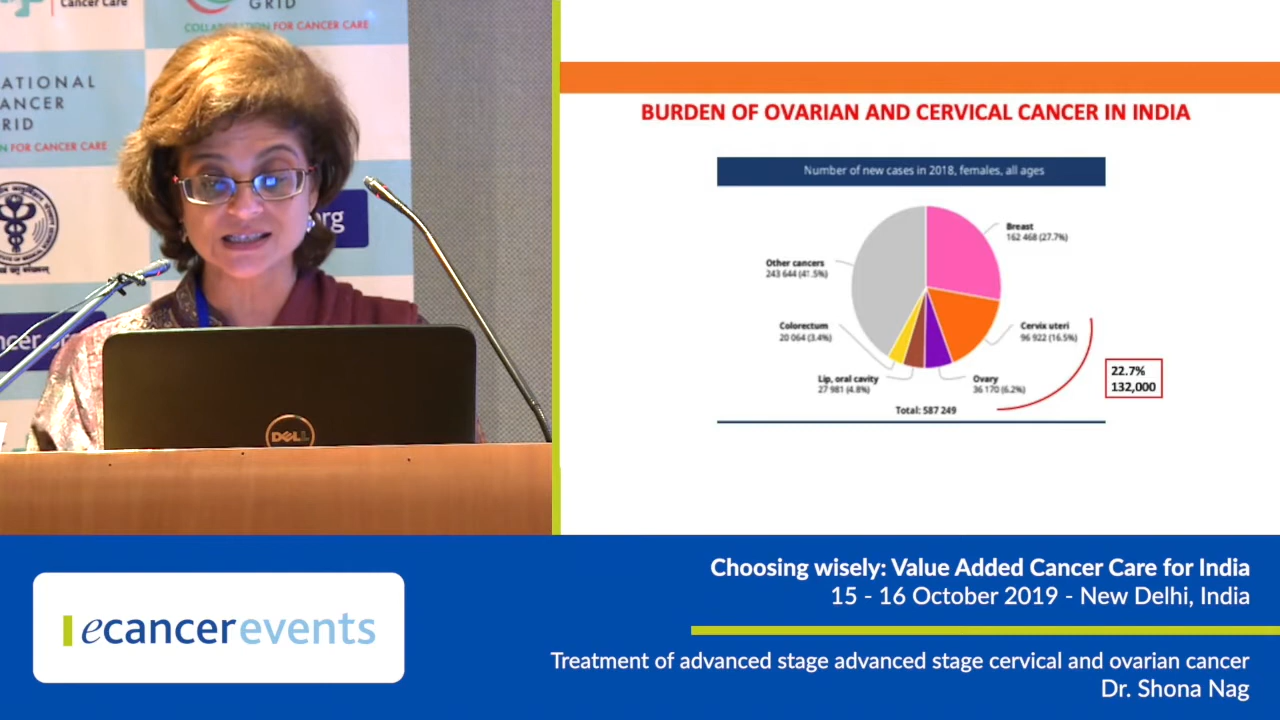 Cancer Care
GRID
COLLABORATION FOR CANCER CARE
ATIONAL
ANCER
RID
N FOR CANCER CARE
rg
ncer.or
DELL
BURDEN OF OVARIAN AND CERVICAL CANCER IN INDIA
Number of new cases in 2018, females, all ages
Breast
162 468 (27.7%)
Other cancers
243 644 (41.5%)
Colorectum
20 064 (3.4%)
Cervix uteri
96 922 (16.5%)
Lip, oral cavity
27 981 (4.8%)
Ovary
36 170 (6.2%)
Total: 587 249
22.7%
132,000
ecancerevents
Choosing wisely: Value Added Cancer Care for India
15 - 16 October 2019 - New Delhi, India
Treatment of advanced stage advanced stage cervical and ovarian cancer
Dr. Shona Nag